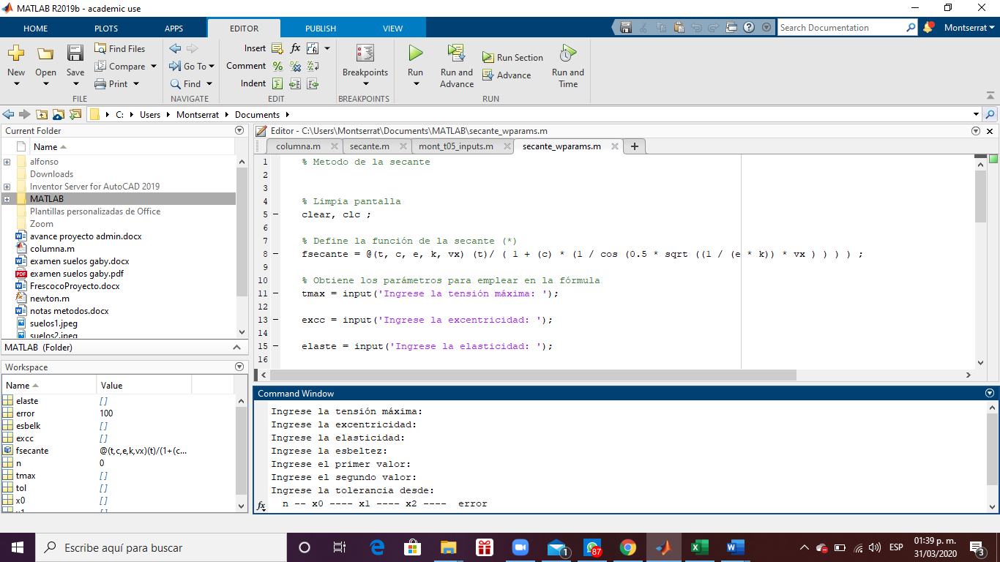 MATLAB R2019b - academic use
HOME PLOTS APPS EDITOR PUBLISH VIEW
Search Documentation
Montserrat
New
Open
Save
Find Files
Compare
Print
FILE
Go To
Find
NAVIGATE
Insert
fx
Comment
Indent
EDIT
Breakpoints
BREAKPOINTS
Run
Run and Advance
Run Section
Advance
Run and Time
RUN
C: Users Montserrat Documents
Current Folder
Name
alfonso
Downloads
Inventor Server for AutoCAD 2019
MATLAB
Plantillas personalizadas de Office
Zoom
avance proyecto admin.docx
columna.m
examen suelos gaby.docx
examen suelos gaby.pdf
FrescocoProyecto.docx
newton.m
notas metodos.docx
suelos1.jpeg
suelos2.jpeg
MATLAB (Folder)
Workspace
Name Value
elaste []
error 100
esbelk []
excc []
fsecante @(t,c,e,k,vx)(t)/(1+(c...
n 0
tmax []
tol []
x0 []
x1 []
Editor - C:\Users\Montserrat\Documents\MATLAB\secante_wparams.m
columna.m secante.m mont_t05_inputs.m secante_wparams.m
1 % Metodo de la secante
2
3
4 % Limpia pantalla
5 clear, clc ;
6
7 % Define la función de la secante (*)
8 fsecante = @(t, c, e, k, vx) (t)/ ( 1 + (c) * (1 / cos (0.5 * sqrt ((1 / (e * k)) * vx ) ) ) ) ;
9
10 % Obtiene los parámetros para emplear en la fórmula
11 tmax = input('Ingrese la tensión máxima: ');
12
13 excc = input('Ingrese la excentricidad: ');
14
15 elaste = input('Ingrese la elasticidad: ');
16
Command Window
Ingrese la tensión máxima:
Ingrese la excentricidad:
Ingrese la elasticidad:
Ingrese la esbeltez:
Ingrese el primer valor:
Ingrese el segundo valor:
Ingrese la tolerancia desde:
n -- x0 ---- x1 ---- x2 ---- error
fx
Escribe aquí para buscar
1
87
ESP
01:39 p. m.
31/03/2020
3